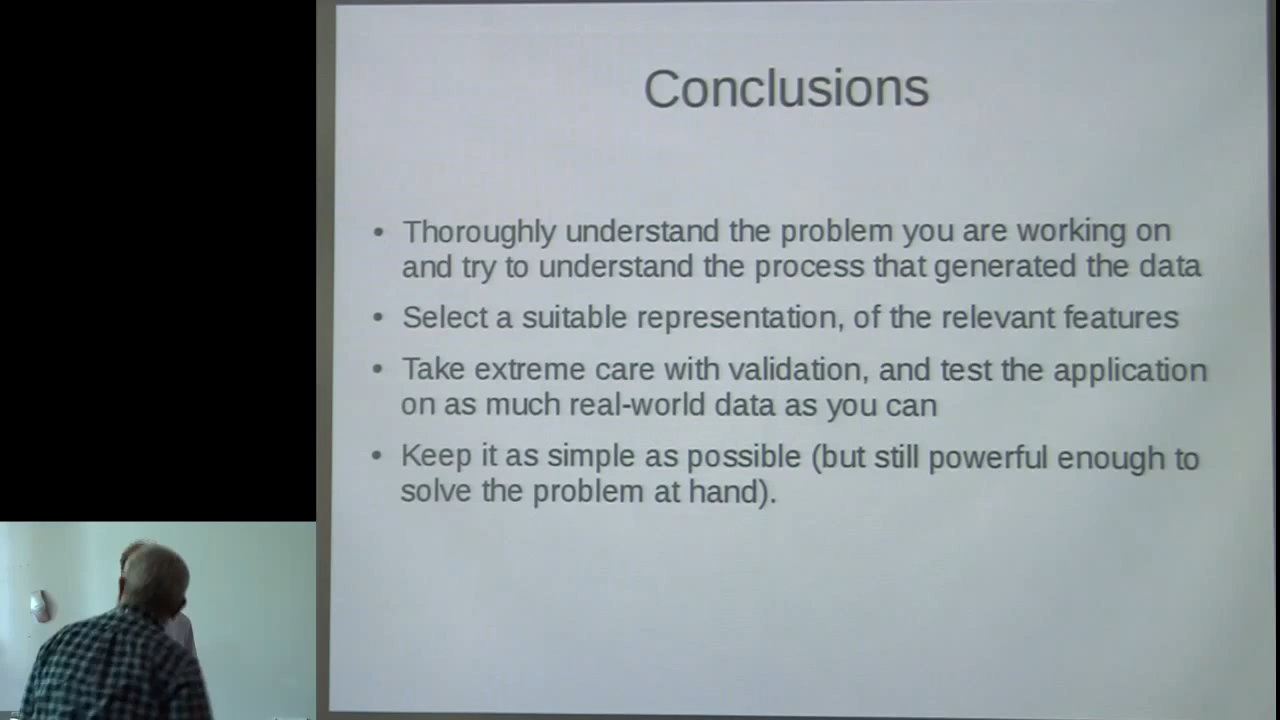 Conclusions
• Thoroughly understand the problem you are working on
and try to understand the process that generated the data
• Select a suitable representation, of the relevant features
• Take extreme care with validation, and test the application
on as much real-world data as you can
• Keep it as simple as possible (but still powerful enough to
solve the problem at hand).